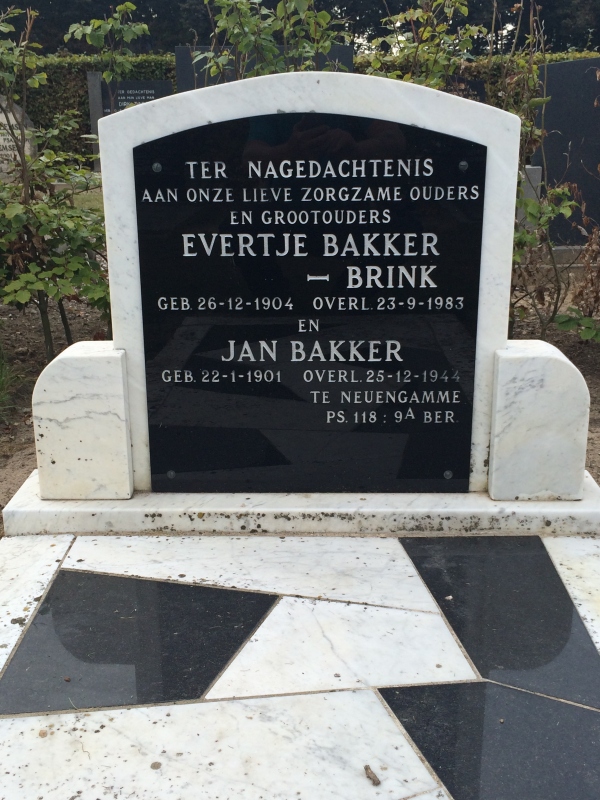 TER NAGEDACHTENIS
AAN ONZE LIEVE ZORGZAME OUDERS
EN GROOTOUDERS
EVERTJE BAKKER
– BRINK
GEB. 26-12-1904 OVERL. 23-9-1983
EN
JAN BAKKER
GEB. 22-1-1901 OVERL. 25-12-1944
TE NEUENGAMME
PS. 118 : 9A BER.